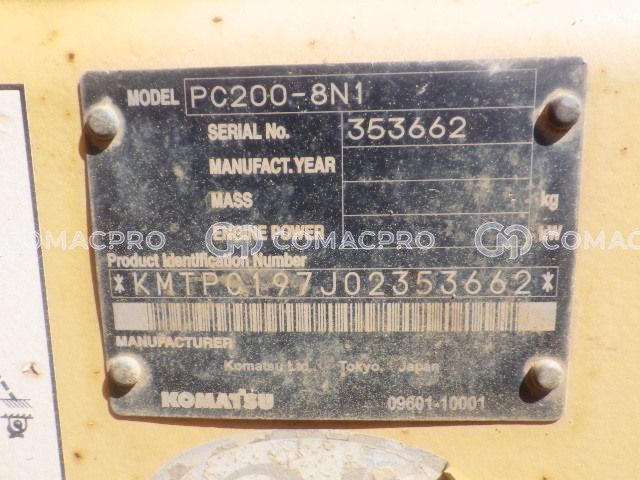 MODEL PC200-8N1
SERIAL No. 353662
MANUFACT.YEAR
MASS kg
ENGINE POWER kw
COMACPRO COMACPRO
Product Identification Number
*KMTPC197J02353662*
MANUFACTURER
Komatsu Ltd. Tokyo, Japan
KOMATSU 09601-10001